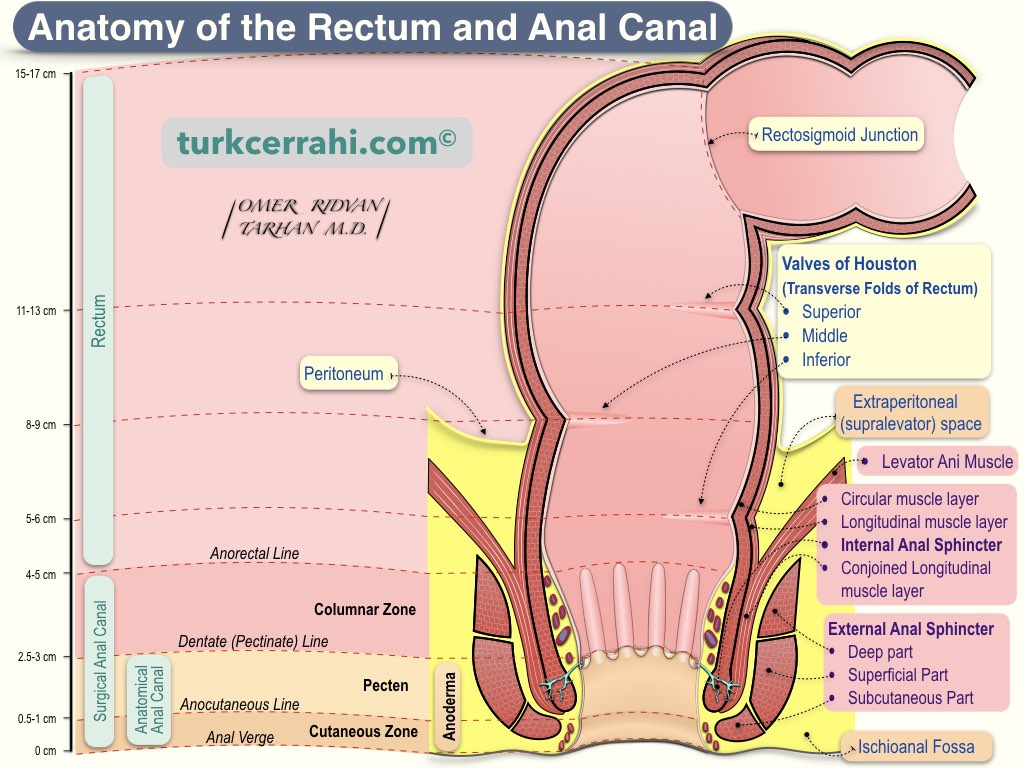 Anatomy of the Rectum and Anal Canal
15-17 cm
turkcerrahi.com©
OMER RIDVAN
TARHAN M.D.
Rectosigmoid Junction
Valves of Houston
(Transverse Folds of Rectum)
• Superior
• Middle
• Inferior
Rectum
11-13 cm
Peritoneum
8-9 cm
Extraperitoneal
(supralevator) space
• Levator Ani Muscle
• Circular muscle layer
• Longitudinal muscle layer
• Internal Anal Sphincter
• Conjoined Longitudinal
muscle layer
5-6 cm
Anorectal Line
4-5 cm
Columnar Zone
Dentate (Pectinate) Line
2.5-3 cm
External Anal Sphincter
• Deep part
• Superficial Part
• Subcutaneous Part
Surgical Anal Canal
Anatomical
Anal Canal
Pecten
Anoderma
Anocutaneous Line
0.5-1 cm
Cutaneous Zone
Anal Verge
0 cm
Ischioanal Fossa